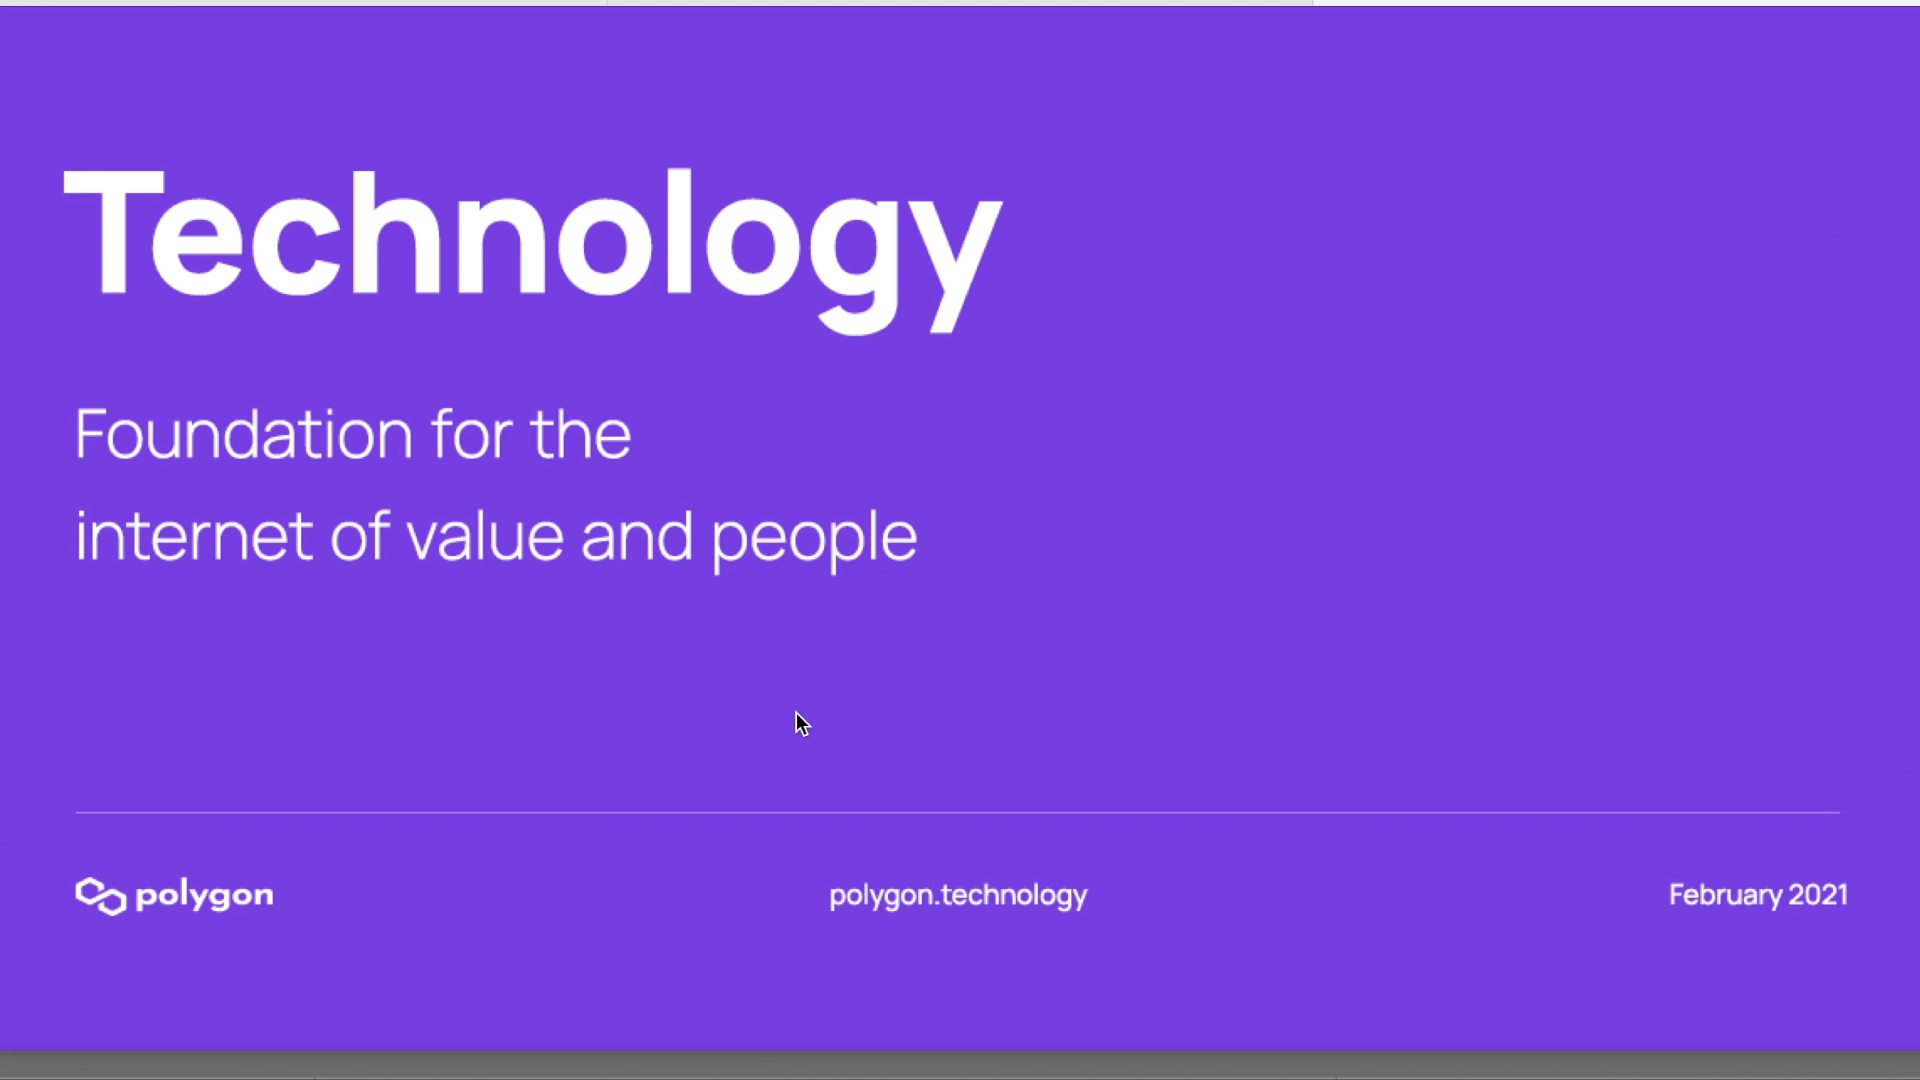 Technology
Foundation for the
internet of value and people
polygon
polygon.technology
February 2021